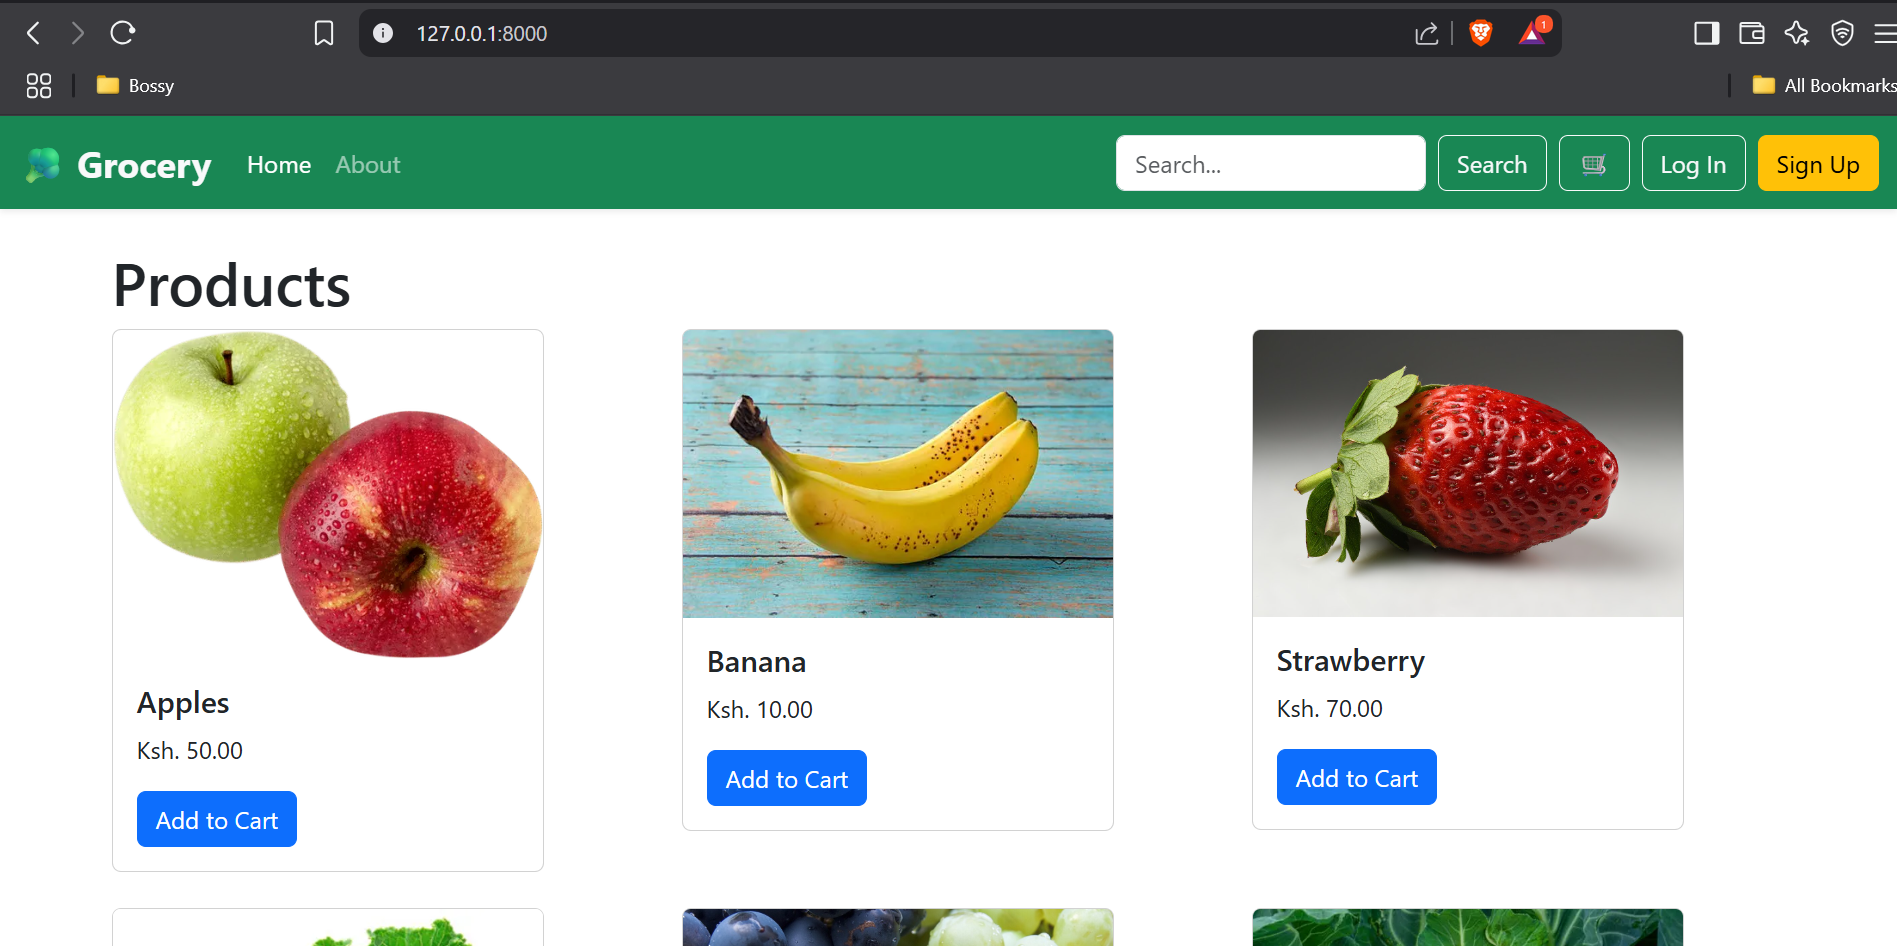 127.0.0.1:8000
1
Bossy
All Bookmarks
Grocery
Home
About
Search...
Search
Log In
Sign Up
Products
Apples
Ksh. 50.00
Add to Cart
Banana
Ksh. 10.00
Add to Cart
Strawberry
Ksh. 70.00
Add to Cart